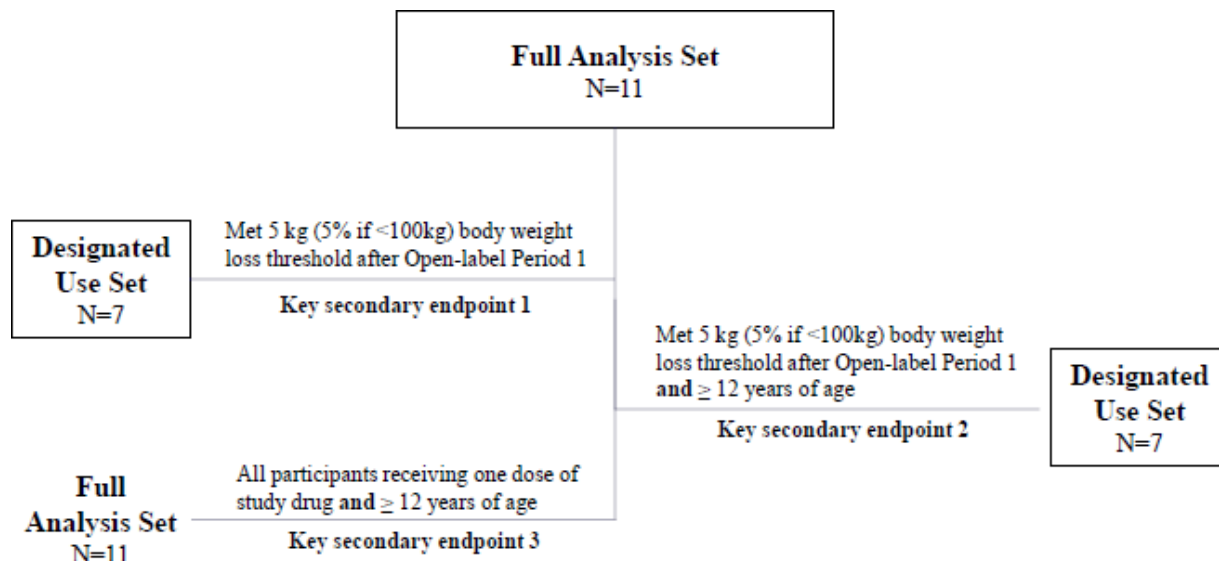 Full Analysis Set
N=11
Met 5 kg (5% if <100kg) body weight
loss threshold after Open-label Period 1
Designated
Use Set
N=7
Key secondary endpoint 1
Met 5 kg (5% if <100kg) body weight
loss threshold after Open-label Period 1
and ≥ 12 years of age
Designated
Use Set
N=7
Key secondary endpoint 2
All participants receiving one dose of
study drug and ≥ 12 years of age
Full
Analysis Set
N=11
Key secondary endpoint 3